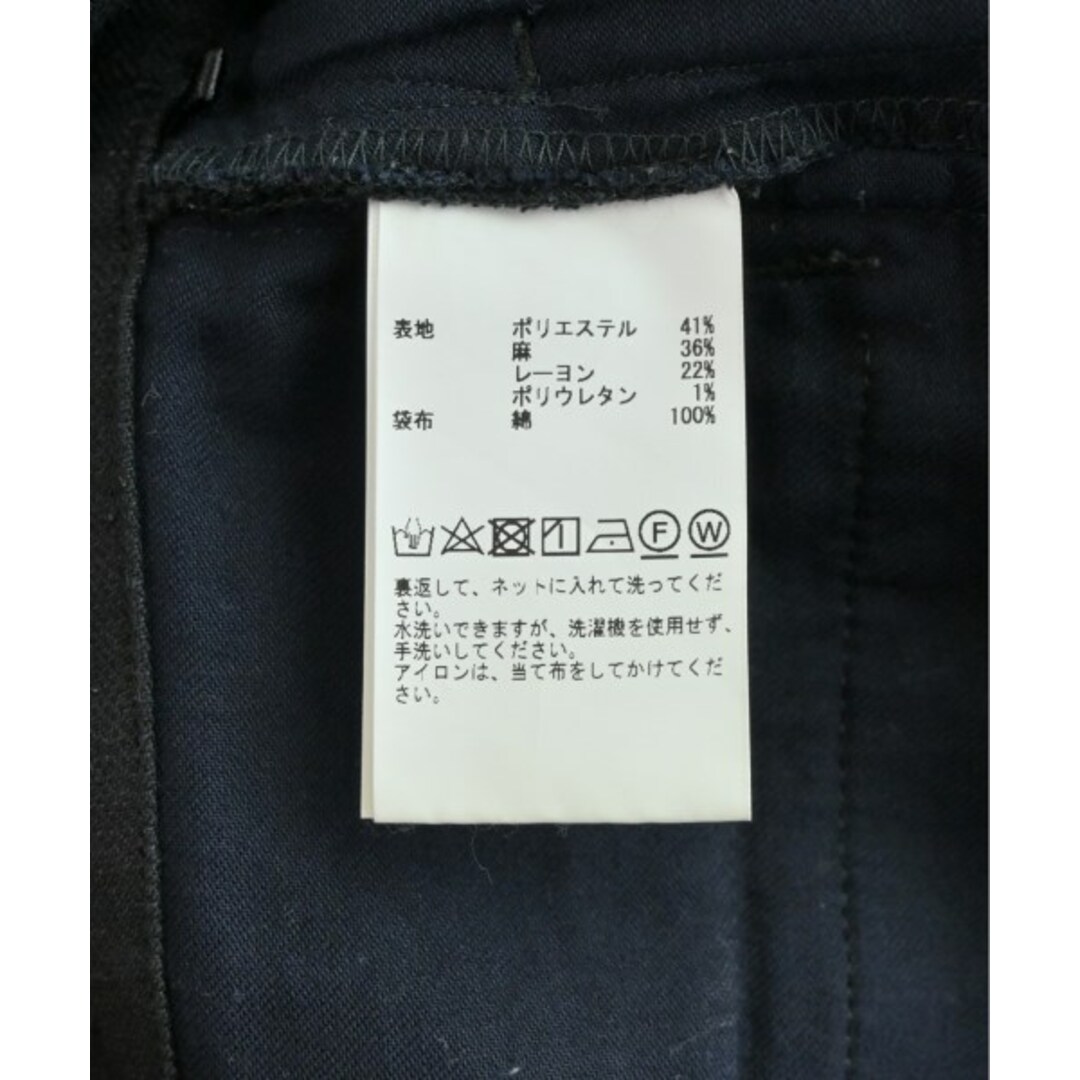 表地 ポリエステル 41%
麻 36%
レーヨン 22%
ポリウレタン 1%
袋布 綿 100%
F W
裏返して、ネットに入れて洗ってくだ
さい。
水洗いできますが、洗濯機を使用せず、
手洗いしてください。
アイロンは、当て布をしてかけてくだ
さい。